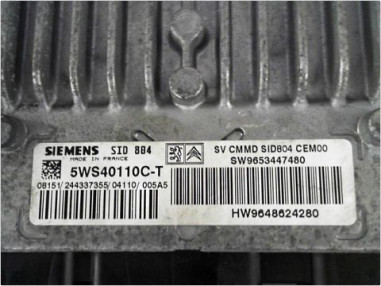 SIEMENS SID 804
MADE IN FRANCE
5WS40110C-T
08151/244337355/04110/005A5
SV CMMD SID804 CEM00
SW9653447480
HW9648624280